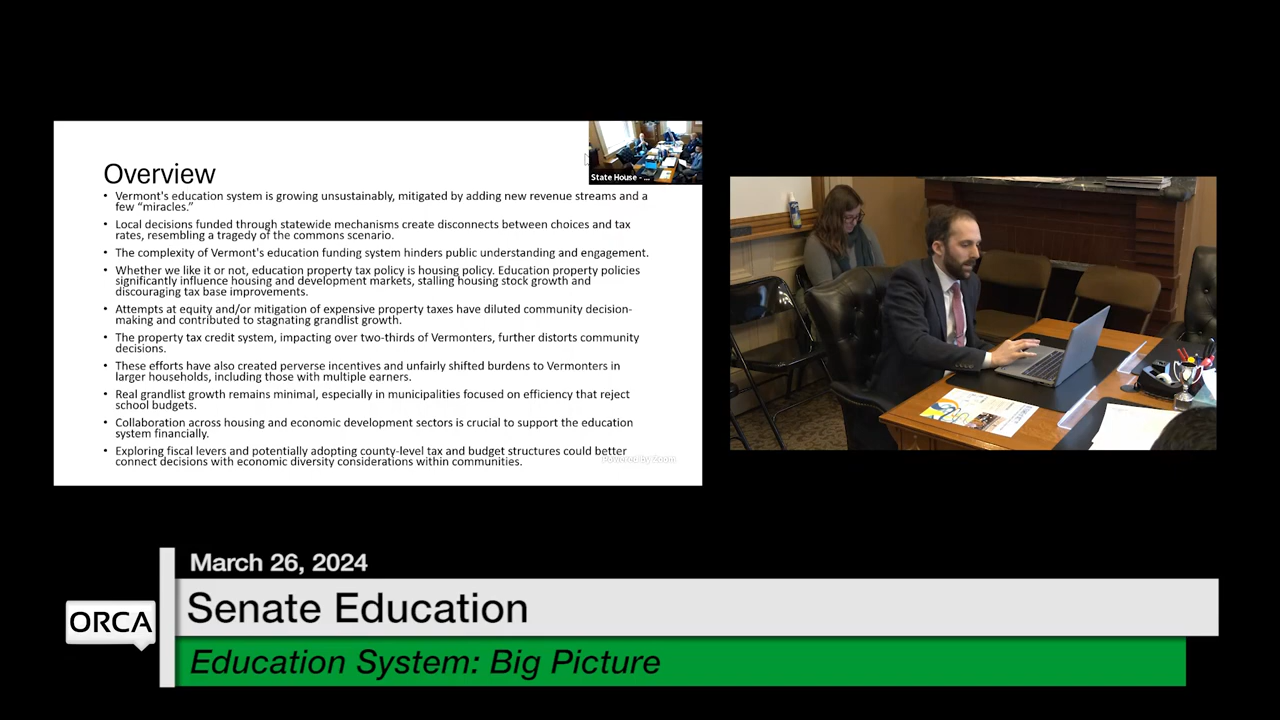 Overview
• Vermont's education system is growing unsustainably, mitigated by adding new revenue streams and a
few “miracles.”
• Local decisions funded through statewide mechanisms create disconnects between choices and tax
rates, resembling a tragedy of the commons scenario.
• The complexity of Vermont's education funding system hinders public understanding and engagement.
• Whether we like it or not, education property tax policy is housing policy. Education property policies
significantly influence housing and development markets, stalling housing stock growth and
discouraging tax base improvements.
• Attempts at equity and/or mitigation of expensive property taxes have diluted community decision-
making and contributed to stagnating grandlist growth.
• The property tax credit system, impacting over two-thirds of Vermonters, further distorts community
decisions.
• These efforts have also created perverse incentives and unfairly shifted burdens to Vermonters in
larger households, including those with multiple earners.
• Real grandlist growth remains minimal, especially in municipalities focused on efficiency that reject
school budgets.
• Collaboration across housing and economic development sectors is crucial to support the education
system financially.
• Exploring fiscal levers and potentially adopting county-level tax and budget structures could better
connect decisions with economic diversity considerations within communities.
State House - ...
Powered by Zoom
March 26, 2024
ORCA
Senate Education
Education System: Big Picture